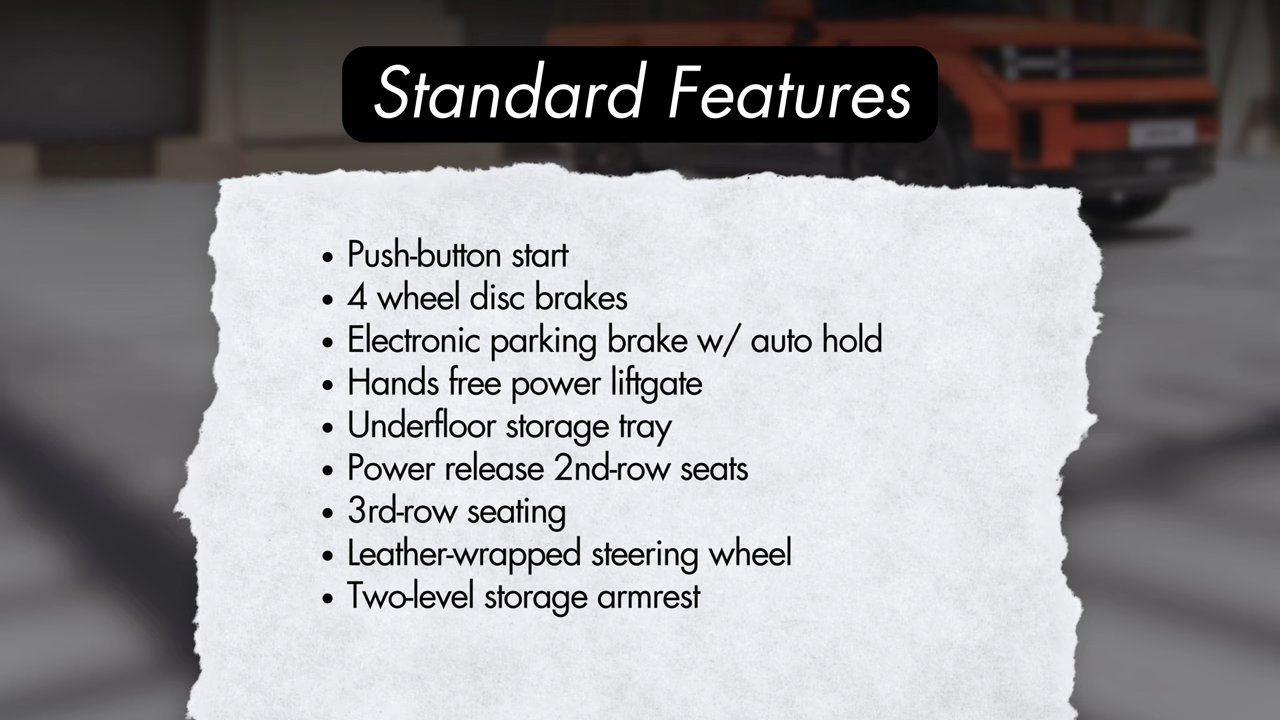 Standard Features
• Push-button start
• 4 wheel disc brakes
• Electronic parking brake w/ auto hold
• Hands free power liftgate
• Underfloor storage tray
• Power release 2nd-row seats
• 3rd-row seating
• Leather-wrapped steering wheel
• Two-level storage armrest